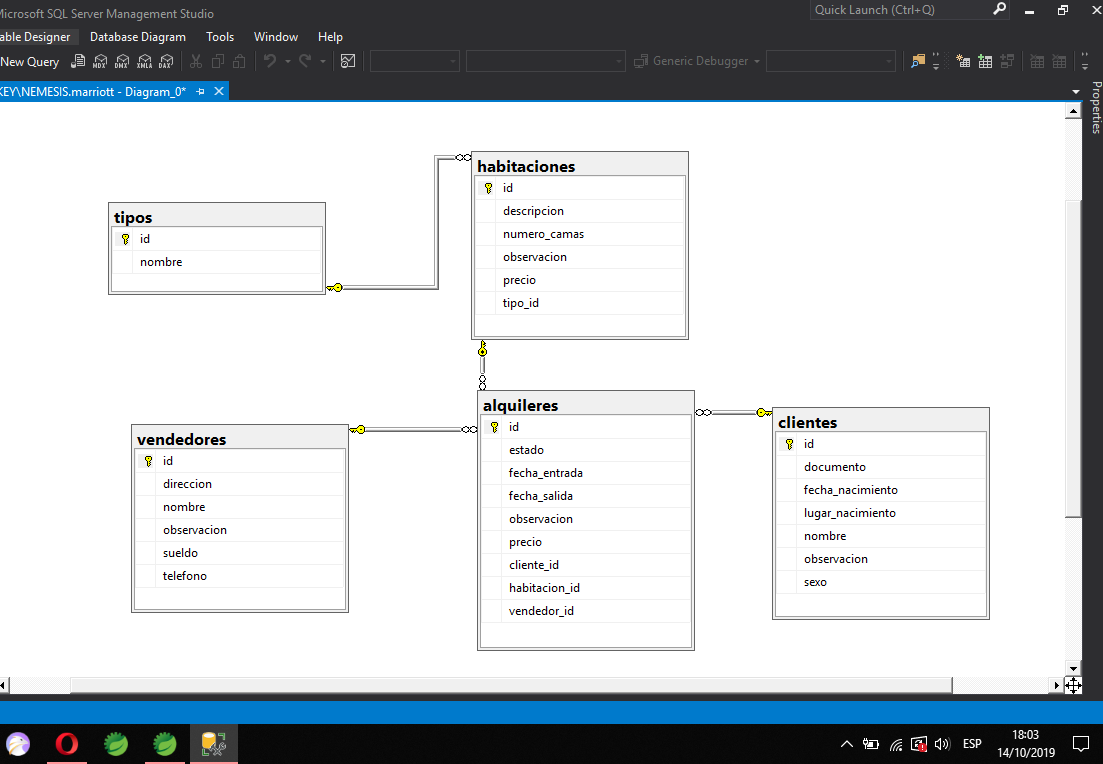 Microsoft SQL Server Management Studio
Quick Launch (Ctrl+Q)
able Designer Database Diagram Tools Window Help
New Query MDX DMX XMLA DAX Generic Debugger
KEY\NEMESIS.marriott - Diagram_0*
Properties
habitaciones
id
descripcion
numero_camas
observacion
precio
tipo_id
tipos
id
nombre
alquileres
id
estado
fecha_entrada
fecha_salida
observacion
precio
cliente_id
habitacion_id
vendedor_id
clientes
id
documento
fecha_nacimiento
lugar_nacimiento
nombre
observacion
sexo
vendedores
id
direccion
nombre
observacion
sueldo
telefono
ESP
18:03
14/10/2019